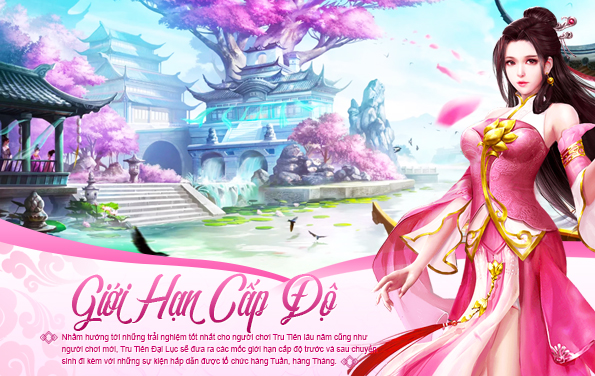 Giới Hạn Cấp Độ
Nhằm hướng tới những trải nghiệm tốt nhất cho người chơi Tru Tiên lâu năm cũng như
người chơi mới, Tru Tiên Đại Lục sẽ đưa ra các mốc giới hạn cấp độ trước và sau chuyển
sinh đi kèm với những sự kiện hấp dẫn được tổ chức hàng Tuần, hàng Tháng.